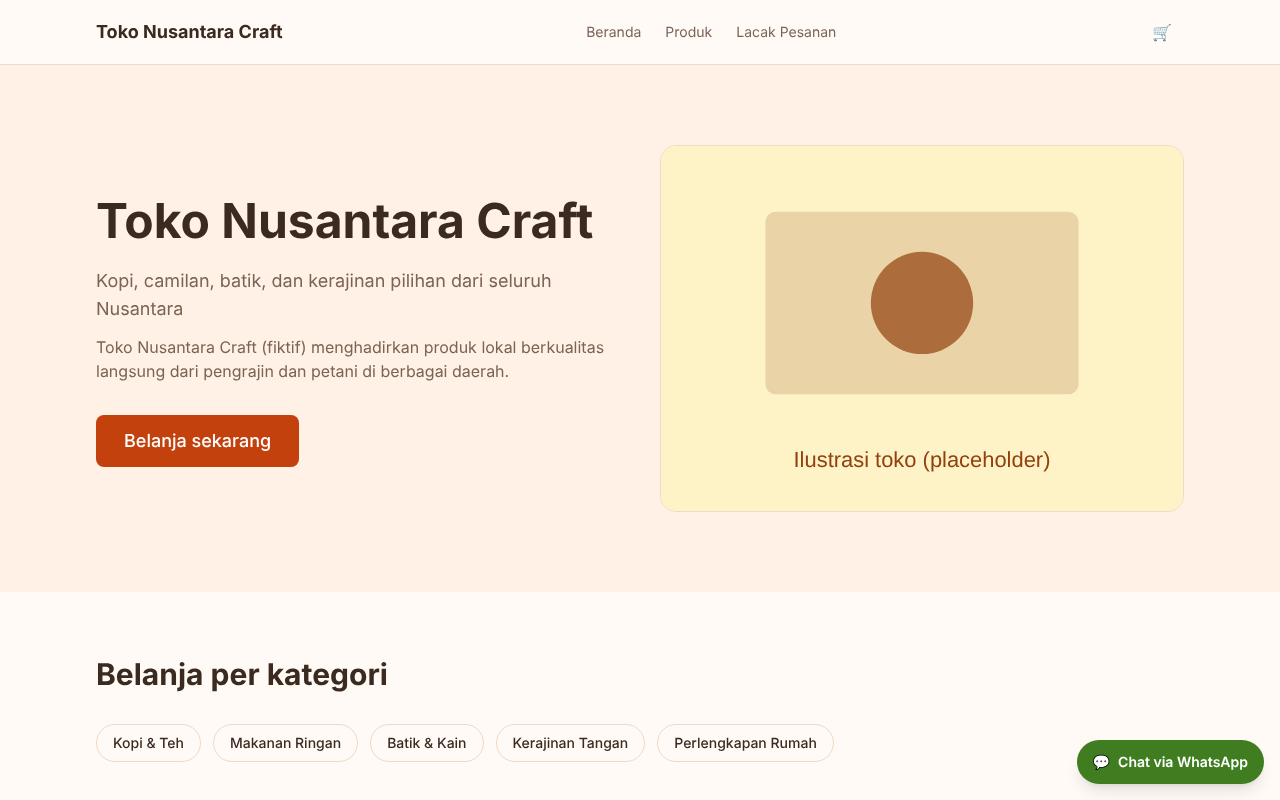 Toko Nusantara Craft
Beranda
Produk
Lacak Pesanan
Toko Nusantara Craft
Kopi, camilan, batik, dan kerajinan pilihan dari seluruh
Nusantara
Toko Nusantara Craft (fiktif) menghadirkan produk lokal berkualitas
langsung dari pengrajin dan petani di berbagai daerah.
Belanja sekarang
Ilustrasi toko (placeholder)
Belanja per kategori
Kopi & Teh
Makanan Ringan
Batik & Kain
Kerajinan Tangan
Perlengkapan Rumah
Chat via WhatsApp